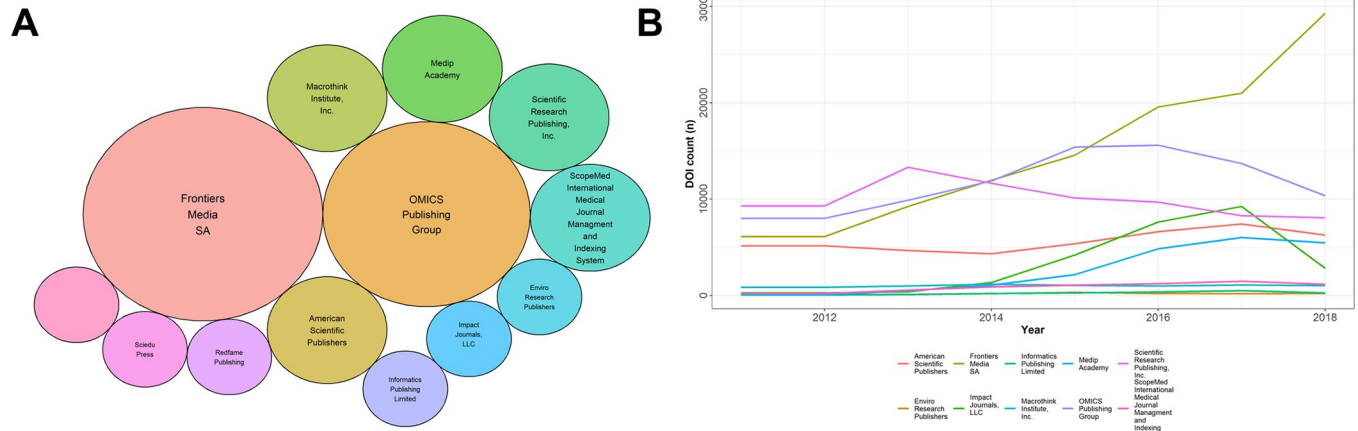 A
Macrothink
Institute,
Inc.
Medip
Academy
Scientific
Research
Publishing,
Inc.
Frontiers
Media
SA
OMICS
Publishing
Group
ScopeMed
International
Medical
Journal
Managment
and
Indexing
System
Enviro
Research
Publishers
American
Scientific
Publishers
Impact
Journals,
LLC
Sciedu
Press
Redfame
Publishing
Informatics
Publishing
Limited
B
DOI count (n)
30000
20000
10000
0
2012
2014
2016
2018
Year
American
Scientific
Publishers
Frontiers
Media
SA
Informatics
Publishing
Limited
Medip
Academy
Scientific
Research
Publishing,
Inc.
Enviro
Research
Publishers
Impact
Journals,
LLC
Macrothink
Institute,
Inc.
OMICS
Publishing
Group
ScopeMed
International
Medical
Journal
Managment
and
Indexing